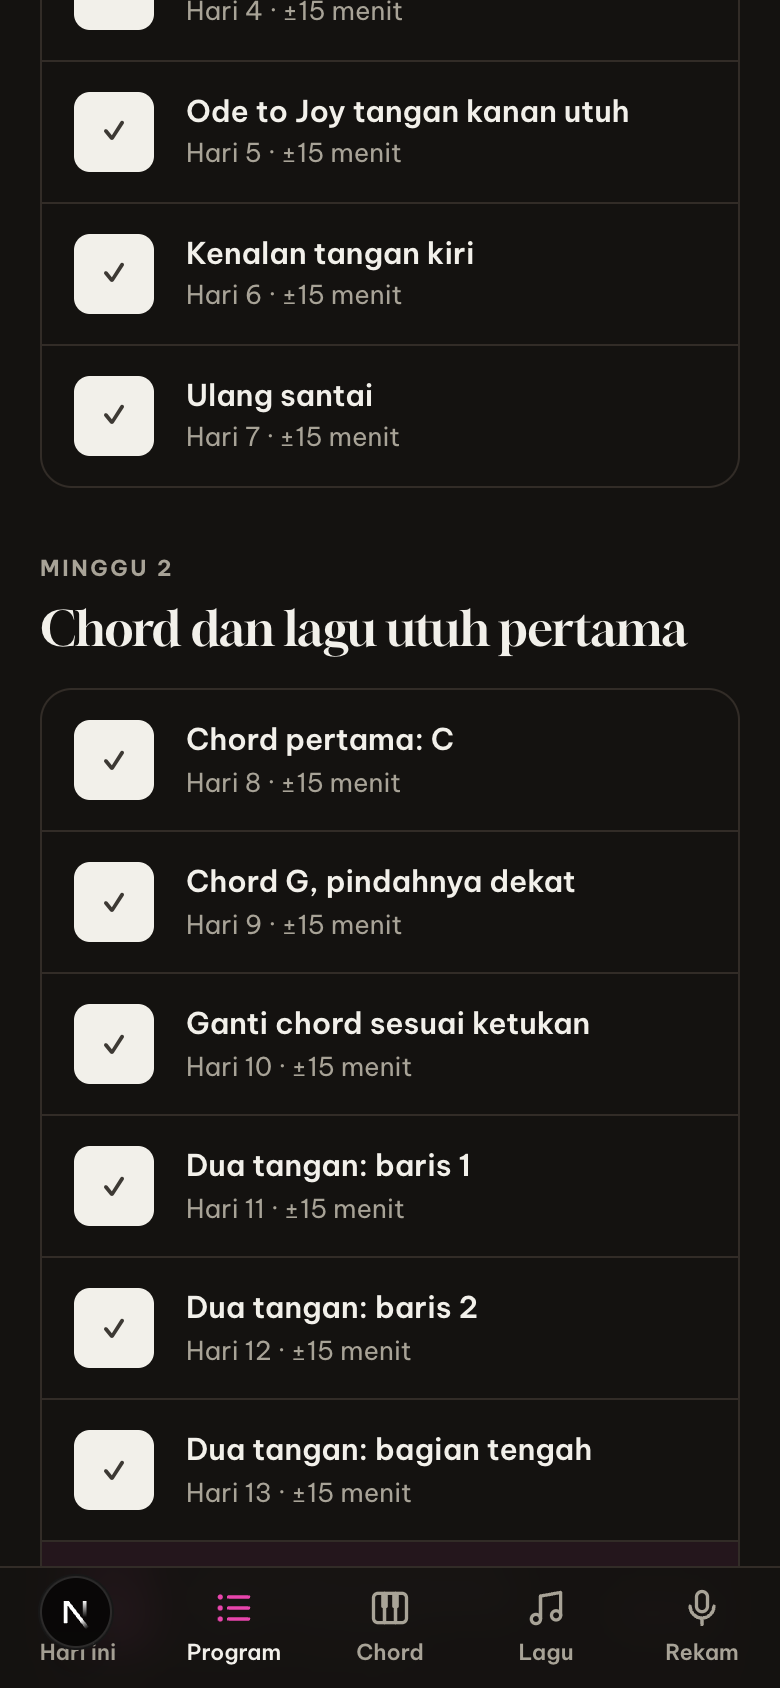 Hari 4 · ±15 menit
Ode to Joy tangan kanan utuh
Hari 5 · ±15 menit
Kenalan tangan kiri
Hari 6 · ±15 menit
Ulang santai
Hari 7 · ±15 menit
MINGGU 2
Chord dan lagu utuh pertama
Chord pertama: C
Hari 8 · ±15 menit
Chord G, pindahnya dekat
Hari 9 · ±15 menit
Ganti chord sesuai ketukan
Hari 10 · ±15 menit
Dua tangan: baris 1
Hari 11 · ±15 menit
Dua tangan: baris 2
Hari 12 · ±15 menit
Dua tangan: bagian tengah
Hari 13 · ±15 menit
N
Hari ini
Program
Chord
Lagu
Rekam